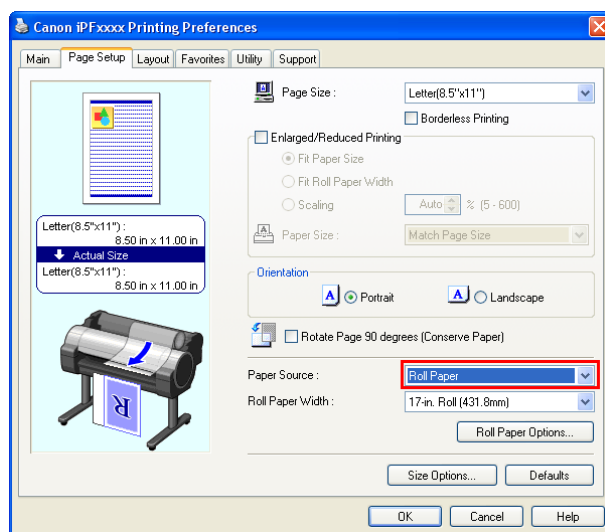 Canon iPFxxxx Printing Preferences
Main Page Setup Layout Favorites Utility Support
Page Size : Letter(8.5"x11")
Borderless Printing
Enlarged/Reduced Printing
Fit Paper Size
Fit Roll Paper Width
Scaling Auto % (5 - 600)
Paper Size : Match Page Size
Letter(8.5"x11") :
8.50 in x 11.00 in
Actual Size
Letter(8.5"x11") :
8.50 in x 11.00 in
Orientation
A Portrait A Landscape
Rotate Page 90 degrees (Conserve Paper)
Paper Source : Roll Paper
Roll Paper Width : 17-in. Roll (431.8mm)
Roll Paper Options...
R
Size Options... Defaults
OK Cancel Help